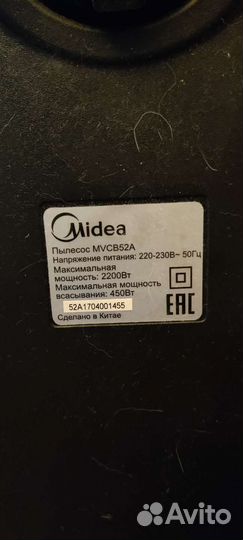 Midea
Пылесос MVCB52A
Напряжение питания: 220-230В~ 50Гц
Максимальная
мощность: 2200Вт
Максимальная мощность
всасывания: 450Вт
52A1704001455
Сделано в Китае
EAC
Avito